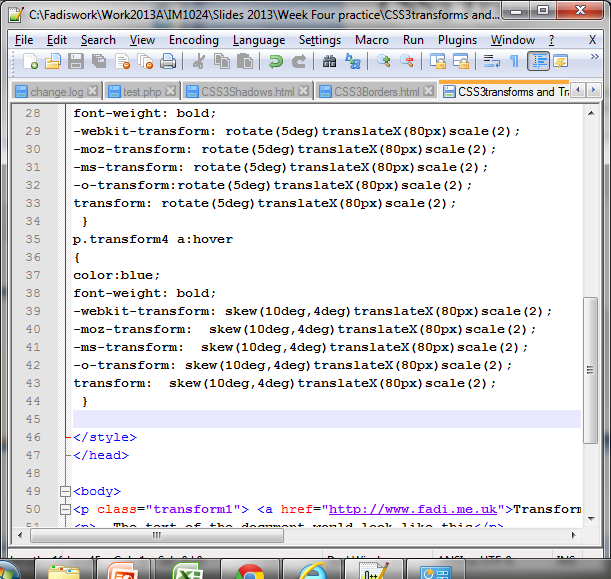 C:\Fadiswork\Work2013A\IM1024\Slides 2013\Week Four practice\CSS3transforms and...
File Edit Search View Encoding Language Settings Macro Run Plugins Window ? X
change.log test.php CSS3Shadows.html CSS3Borders.html CSS3transforms and Tr
28 font-weight: bold;
29 -webkit-transform: rotate(5deg)translateX(80px)scale(2);
30 -moz-transform: rotate(5deg)translateX(80px)scale(2);
31 -ms-transform: rotate(5deg)translateX(80px)scale(2);
32 -o-transform:rotate(5deg)translateX(80px)scale(2);
33 transform: rotate(5deg)translateX(80px)scale(2);
34 }
35 p.transform4 a:hover
36 {
37 color:blue;
38 font-weight: bold;
39 -webkit-transform: skew(10deg,4deg)translateX(80px)scale(2);
40 -moz-transform:  skew(10deg,4deg)translateX(80px)scale(2);
41 -ms-transform:  skew(10deg,4deg)translateX(80px)scale(2);
42 -o-transform: skew(10deg,4deg)translateX(80px)scale(2);
43 transform:  skew(10deg,4deg)translateX(80px)scale(2);
44 }
45
46 </style>
47 </head>
48
49 <body>
50 <p class="transform1"> <a href="http://www.fadi.me.uk">Transform
51 <p>  The text of the document would look like this</p>